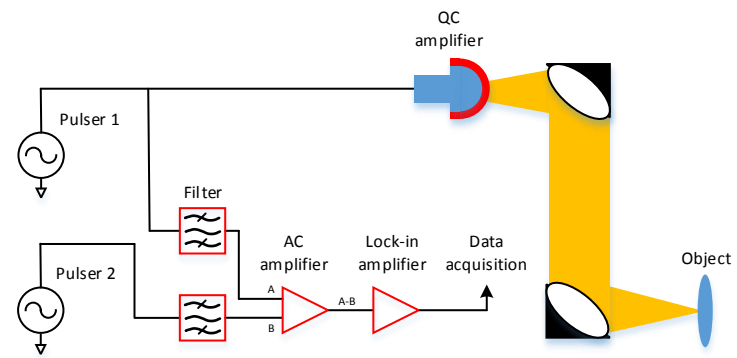 QC
amplifier
Pulser 1
Filter
AC
amplifier
Lock-in
amplifier
Data
acquisition
Pulser 2
Object
A
A-B
B